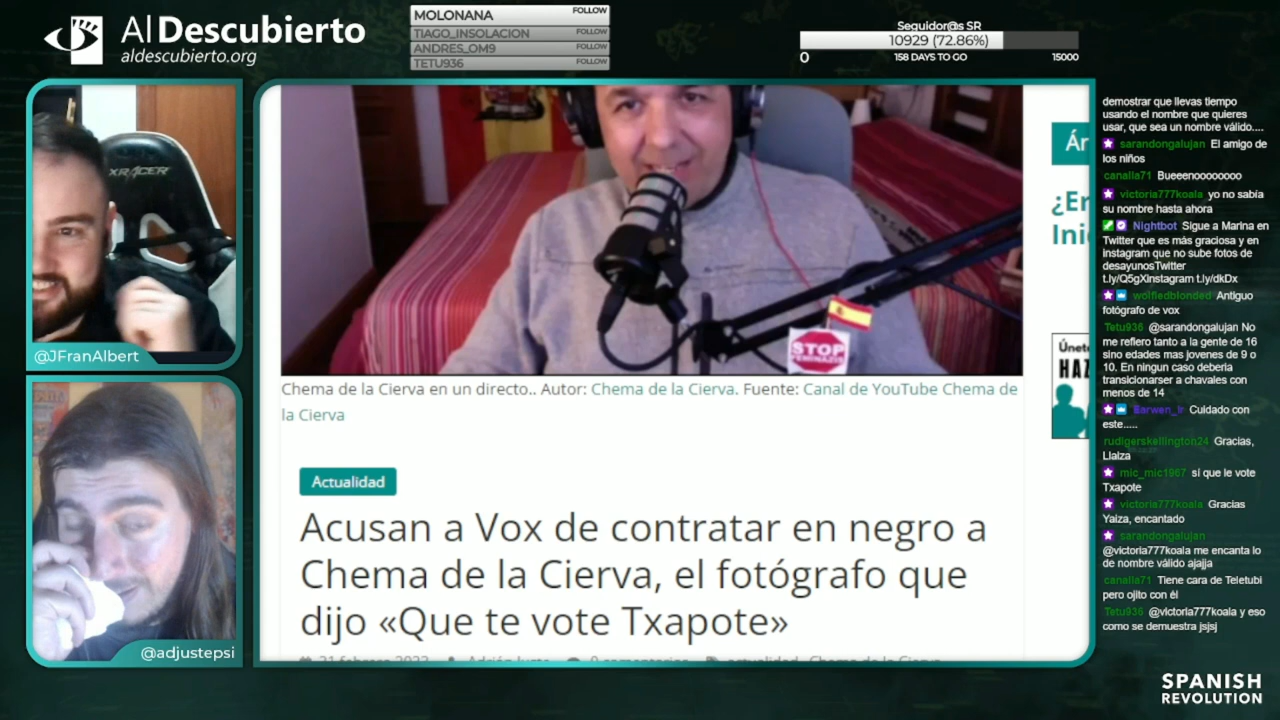 Al Descubierto
aldescubierto.org
MOLONANA FOLLOW
TIAGO_INSOLACION FOLLOW
ANDRES_OM9 FOLLOW
TETU936 FOLLOW
Seguidor@s SR
10929 (72.86%)
0 158 DAYS TO GO 15000
XRACER
@JFranAlbert
@adjustepsi
STOP
FEMINAZIS
Chema de la Cierva en un directo.. Autor: Chema de la Cierva. Fuente: Canal de YouTube Chema de
la Cierva
Actualidad
Acusan a Vox de contratar en negro a
Chema de la Cierva, el fotógrafo que
dijo «Que te vote Txapote»
Ár
¿Er
Ini
Únete
HAZ
demostrar que llevas tiempo
usando el nombre que quieres
usar, que sea un nombre válido....
sarandongalujan El amigo de
los niños
canalla71 Bueeenoooooooo
victoria777koala yo no sabía
su nombre hasta ahora
Nightbot Sigue a Marina en
Twitter que es más graciosa y en
instagram que no sube fotos de
desayunosTwitter
t.ly/Q5gXInstagram t.ly/dkDx
wolfiedblonded Antiguo
fotógrafo de vox
Tetu936 @sarandongalujan No
me refiero tanto a la gente de 16
sino edades mas jovenes de 9 o
10. En ningun caso deberia
transicionarser a chavales con
menos de 14
Earwen_Ir Cuidado con
este.....
rudigerskellington24 Gracias,
Llaiza
mic_mic1967 sí que le vote
Txapote
victoria777koala Gracias
Yaiza, encantado
sarandongalujan
@victoria777koala me encanta lo
de nombre válido ajajja
canalla71 Tiene cara de Teletubi
pero ojito con él
Tetu936 @victoria777koala y eso
como se demuestra jsjsj
SPANISH
REVOLUTION